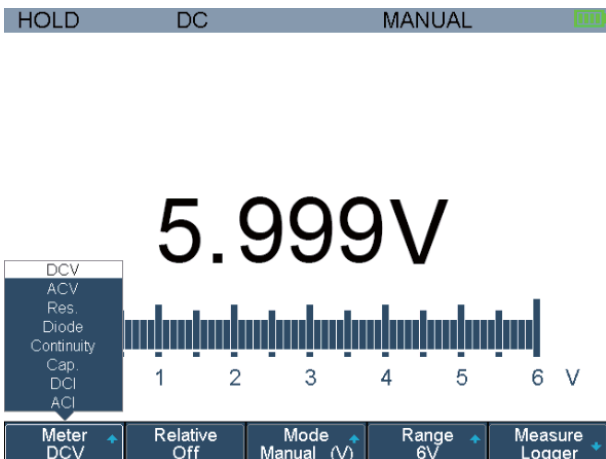 HOLD DC MANUAL
5.999V
DCV
ACV
Res.
Diode
Continuity
Cap.
DCI
ACI
1 2 3 4 5 6 V
Meter Relative Mode Range Measure
DCV Off Manual (V) 6V Logger